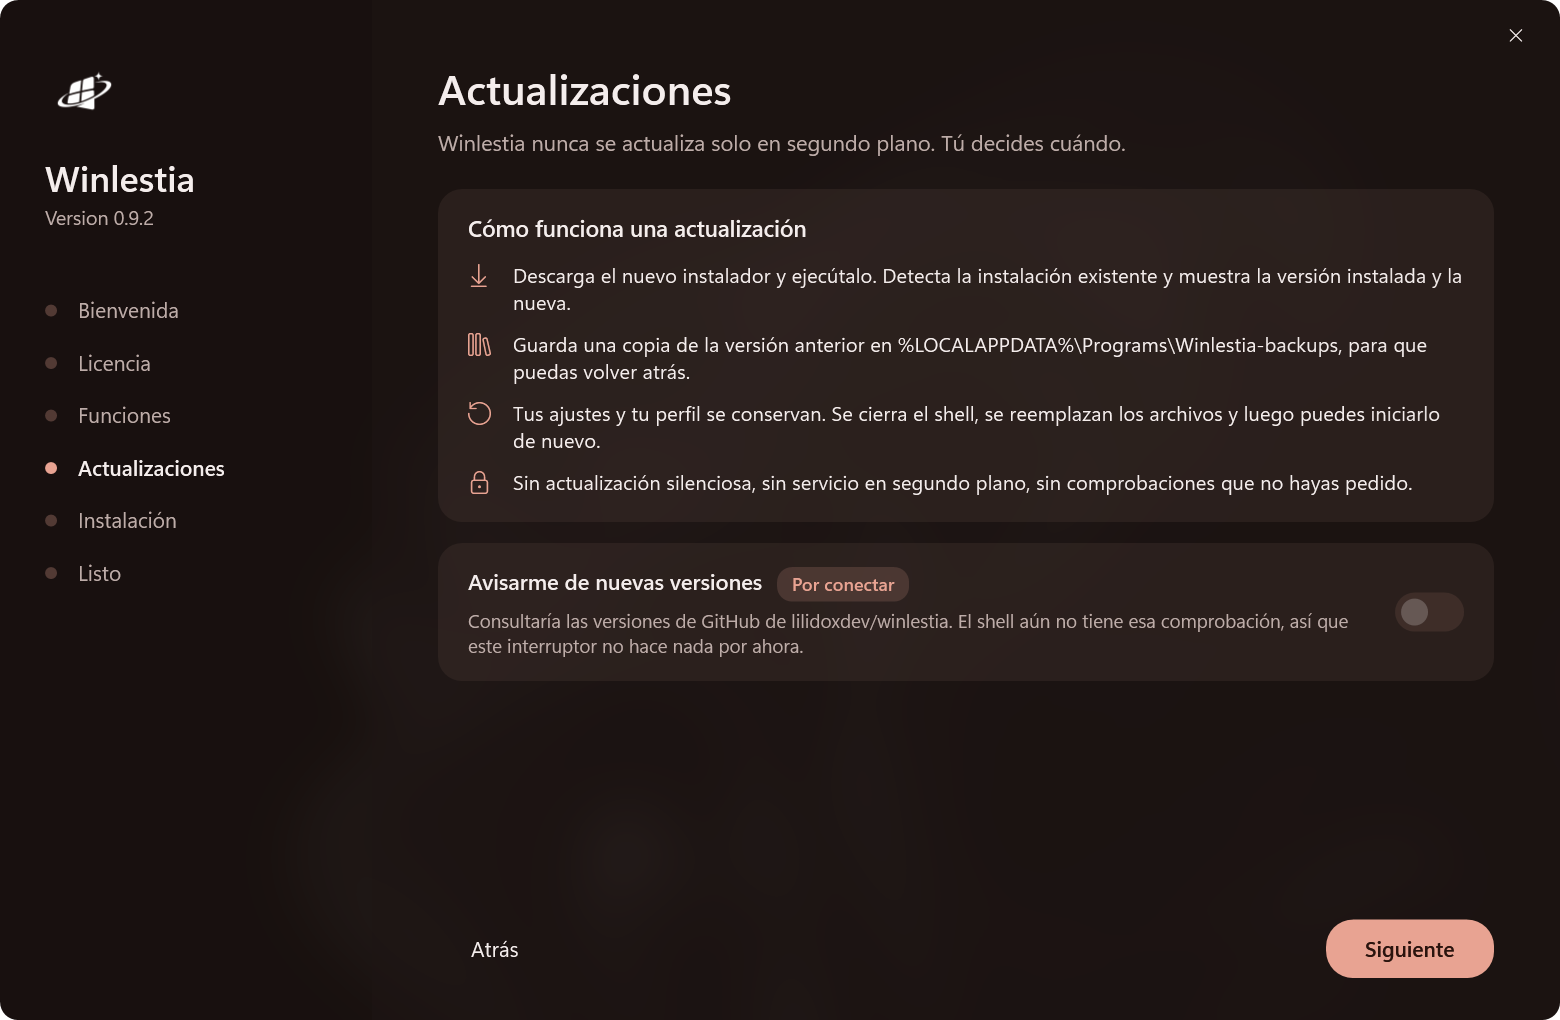 Winlestia
Version 0.9.2
Bienvenida
Licencia
Funciones
Actualizaciones
Instalación
Listo
Actualizaciones
Winlestia nunca se actualiza solo en segundo plano. Tú decides cuándo.
Cómo funciona una actualización
Descarga el nuevo instalador y ejecútalo. Detecta la instalación existente y muestra la versión instalada y la
nueva.
Guarda una copia de la versión anterior en %LOCALAPPDATA%\Programs\Winlestia-backups, para que
puedas volver atrás.
Tus ajustes y tu perfil se conservan. Se cierra el shell, se reemplazan los archivos y luego puedes iniciarlo
de nuevo.
Sin actualización silenciosa, sin servicio en segundo plano, sin comprobaciones que no hayas pedido.
Avisarme de nuevas versiones Por conectar
Consultaría las versiones de GitHub de lilidoxdev/winlestia. El shell aún no tiene esa comprobación, así que
este interruptor no hace nada por ahora.
Atrás
Siguiente